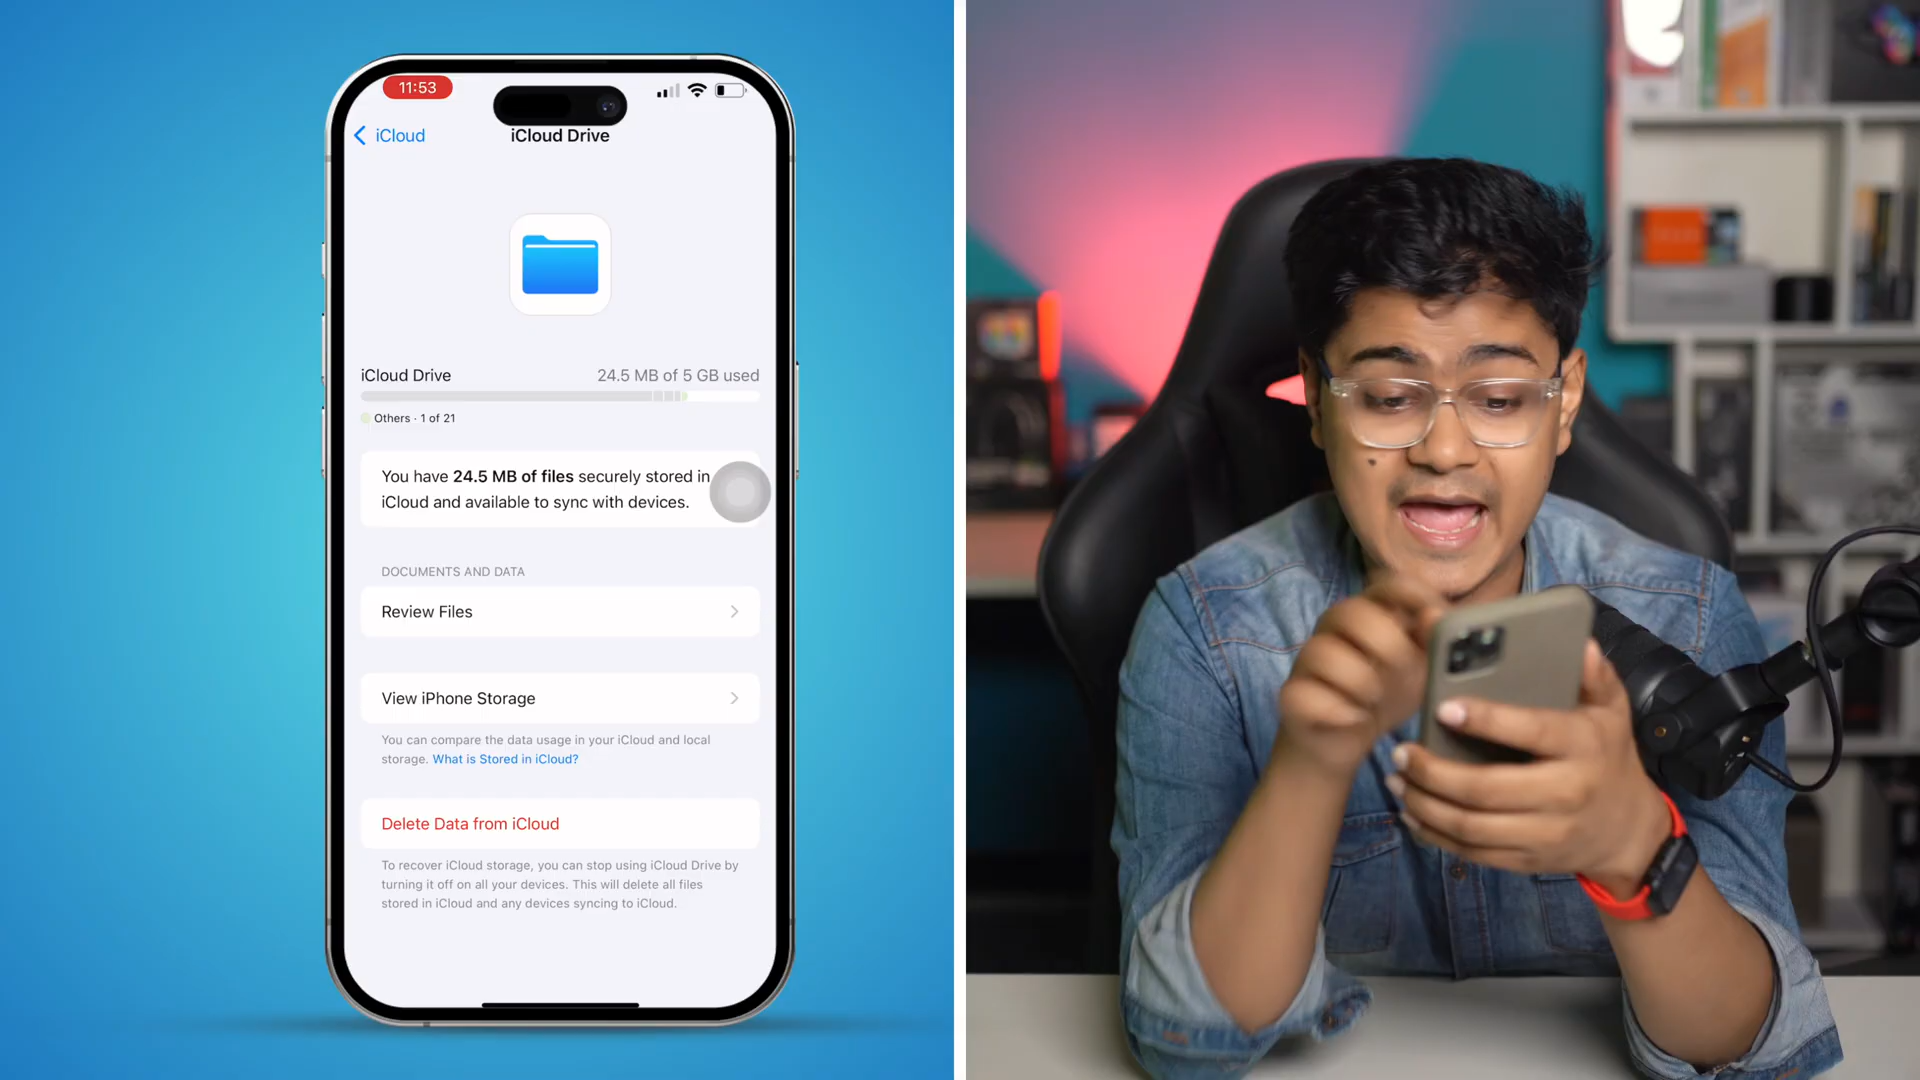 11:53
iCloud
iCloud Drive
iCloud Drive
24.5 MB of 5 GB used
Others · 1 of 21
You have 24.5 MB of files securely stored in
iCloud and available to sync with devices.
DOCUMENTS AND DATA
Review Files
View iPhone Storage
You can compare the data usage in your iCloud and local
storage. What is Stored in iCloud?
Delete Data from iCloud
To recover iCloud storage, you can stop using iCloud Drive by
turning it off on all your devices. This will delete all files
stored in iCloud and any devices syncing to iCloud.